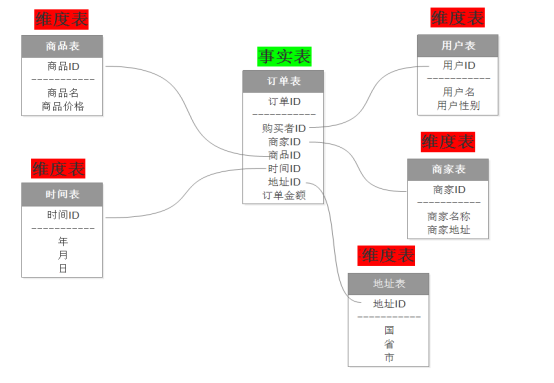 维度表
商品表
商品ID
商品名
商品价格
维度表
时间表
时间ID
年
月
日
事实表
订单表
订单ID
购买者ID
商家ID
商品ID
时间ID
地址ID
订单金额
维度表
用户表
用户ID
用户名
用户性别
维度表
商家表
商家ID
商家名称
商家地址
维度表
地址表
地址ID
国
省
市